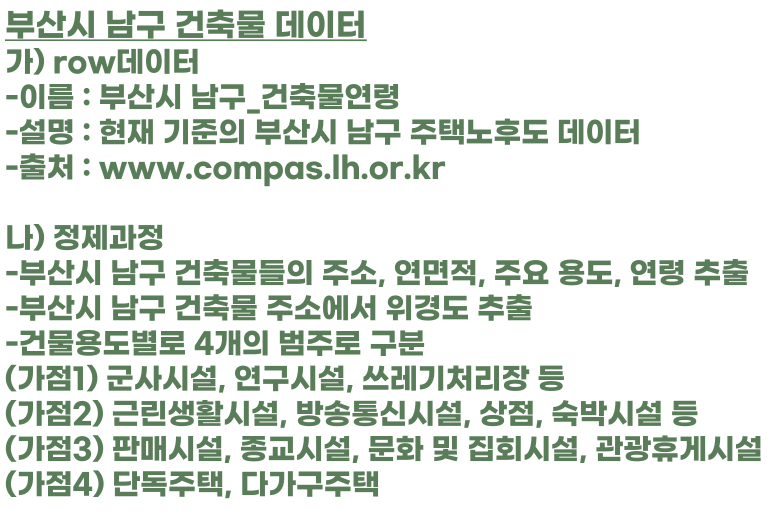 부산시 남구 건축물 데이터
가) row데이터
-이름 : 부산시 남구_건축물연령
-설명 : 현재 기준의 부산시 남구 주택노후도 데이터
-출처 : www.compas.lh.or.kr
나) 정제과정
-부산시 남구 건축물들의 주소, 연면적, 주요 용도, 연령 추출
-부산시 남구 건축물 주소에서 위경도 추출
-건물용도별로 4개의 범주로 구분
(가점1) 군사시설, 연구시설, 쓰레기처리장 등
(가점2) 근린생활시설, 방송통신시설, 상점, 숙박시설 등
(가점3) 판매시설, 종교시설, 문화 및 집회시설, 관광휴게시설
(가점4) 단독주택, 다가구주택